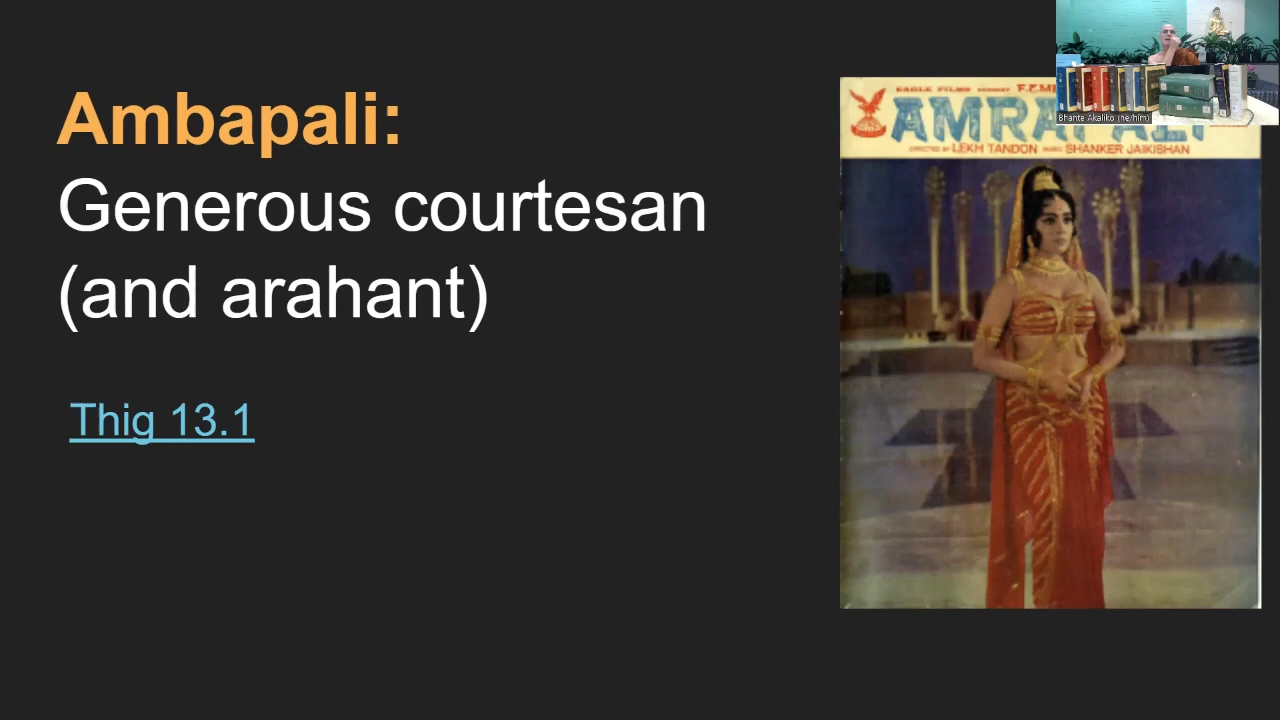 Ambapali:
Generous courtesan
(and arahant)
Thig 13.1
Bhante Akaliko (he/him)
EAGLE FILMS
DIRECTED BY LEKH TANDON MUSIC SHANKER JAIKISHAN